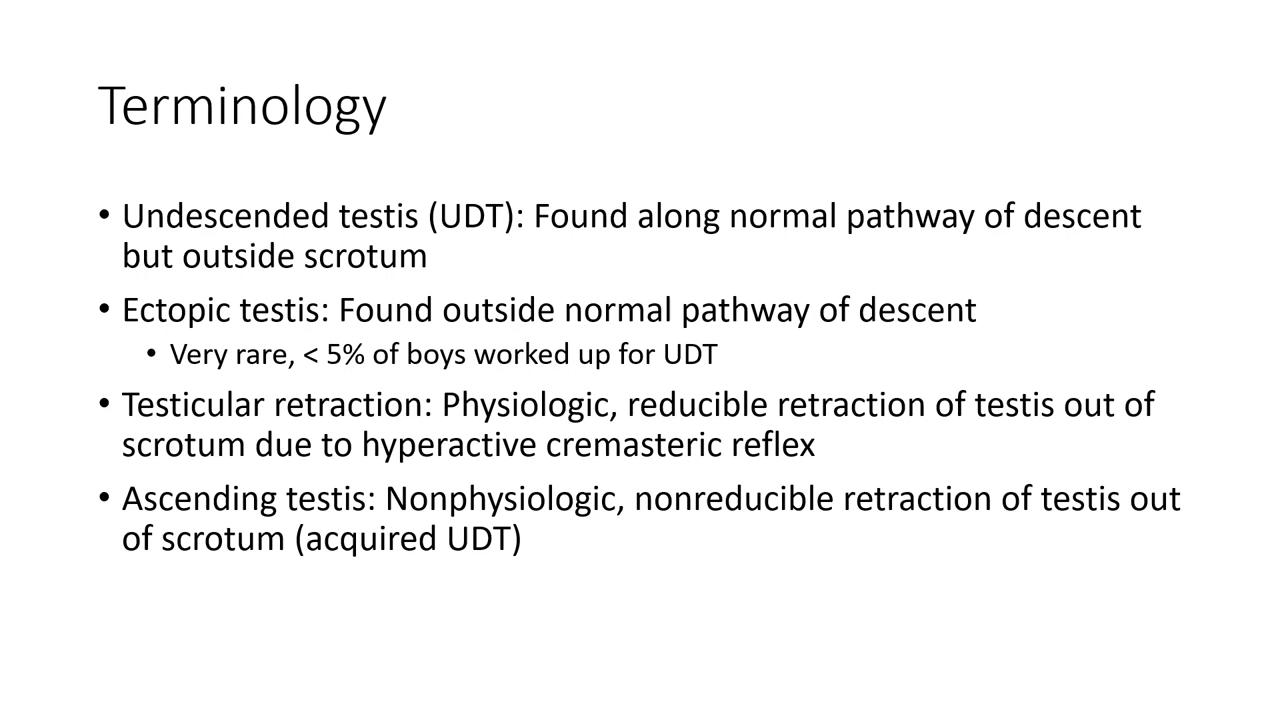 Terminology
• Undescended testis (UDT): Found along normal pathway of descent
but outside scrotum
• Ectopic testis: Found outside normal pathway of descent
• Very rare, < 5% of boys worked up for UDT
• Testicular retraction: Physiologic, reducible retraction of testis out of
scrotum due to hyperactive cremasteric reflex
• Ascending testis: Nonphysiologic, nonreducible retraction of testis out
of scrotum (acquired UDT)